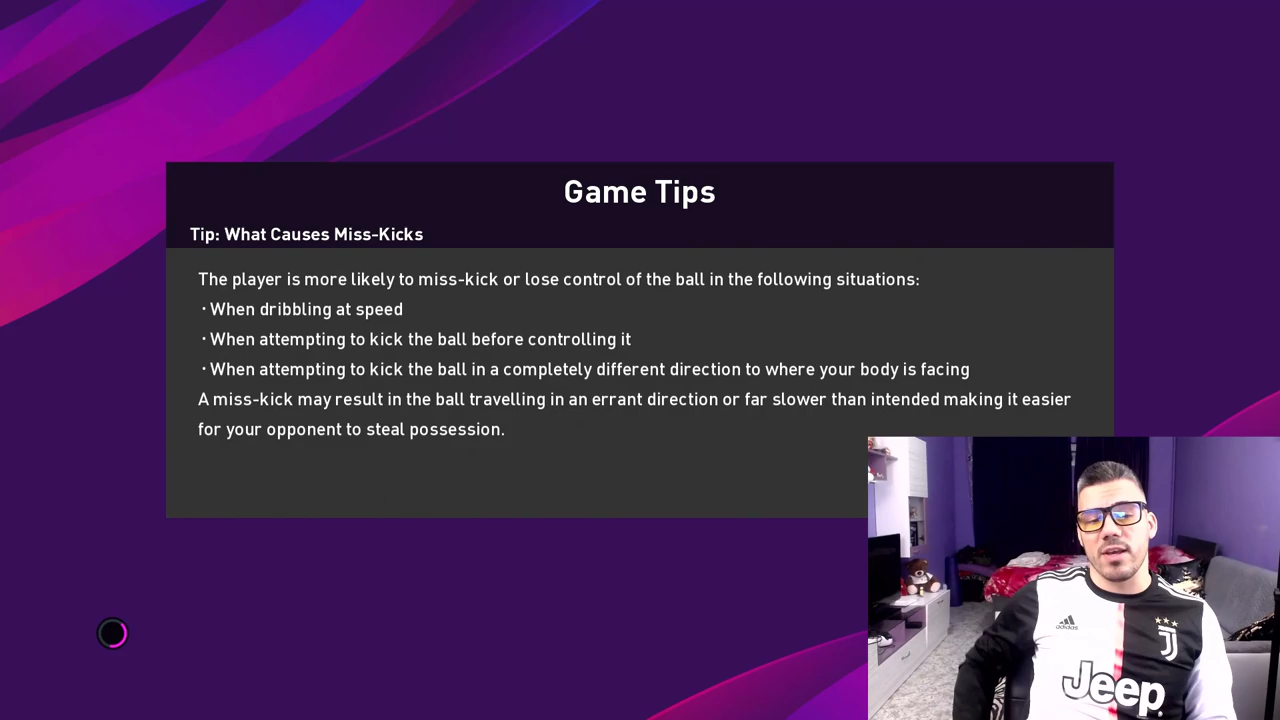 Game Tips
Tip: What Causes Miss-Kicks
The player is more likely to miss-kick or lose control of the ball in the following situations:
・When dribbling at speed
・When attempting to kick the ball before controlling it
・When attempting to kick the ball in a completely different direction to where your body is facing
A miss-kick may result in the ball travelling in an errant direction or far slower than intended making it easier
for your opponent to steal possession.
adidas
Jeep